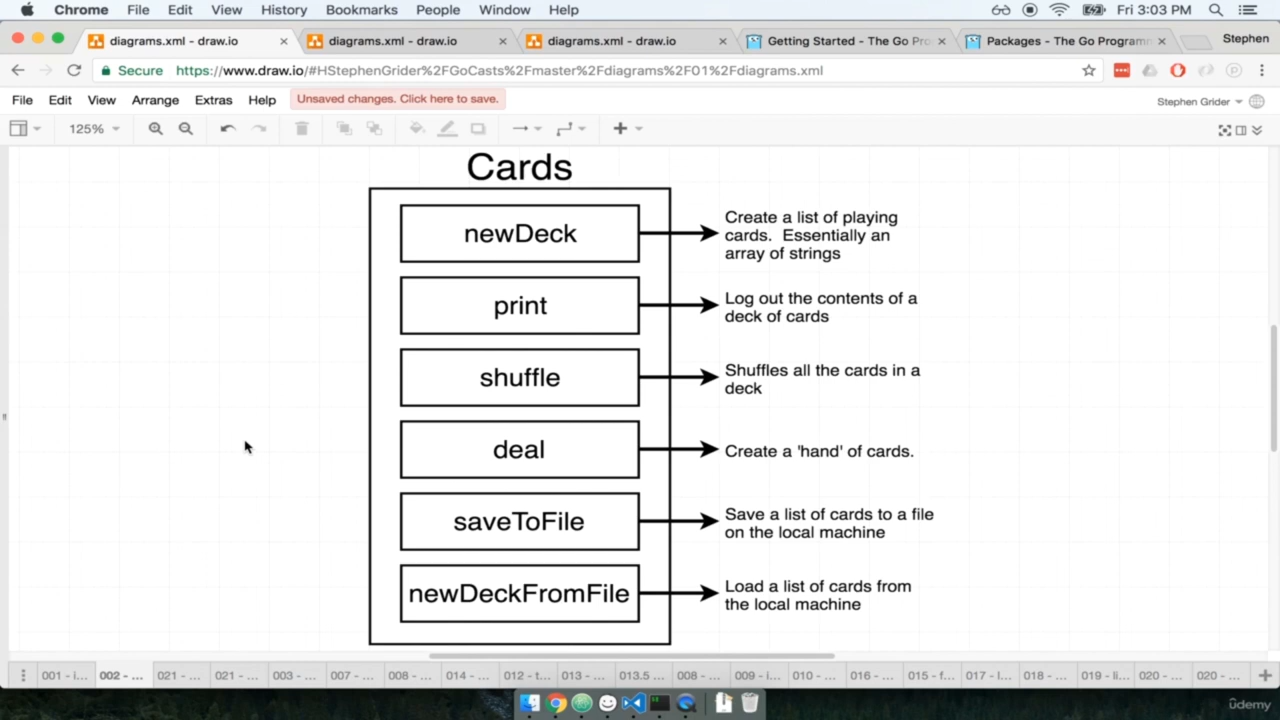 Chrome File Edit View History Bookmarks People Window Help Fri 3:03 PM
diagrams.xml - draw.io diagrams.xml - draw.io diagrams.xml - draw.io Getting Started - The Go Pro Packages - The Go Programm Stephen
Secure https://www.draw.io/#HStephenGrider%2FGoCasts%2Fmaster%2Fdiagrams%2F01%2Fdiagrams.xml
File Edit View Arrange Extras Help Unsaved changes. Click here to save. Stephen Grider
125%
Cards
newDeck
Create a list of playing
cards. Essentially an
array of strings
print
Log out the contents of a
deck of cards
shuffle
Shuffles all the cards in a
deck
deal
Create a 'hand' of cards.
saveToFile
Save a list of cards to a file
on the local machine
newDeckFromFile
Load a list of cards from
the local machine
001 - i... 002 - ... 021 - ... 021 - ... 003 - ... 007 - ... 008 - ... 014 - ... 012 - t... 013 - ... 013.5 ... 008 - ... 009 - i... 010 - ... 016 - ... 015 - f... 017 - I... 018 - ... 019 - li... 020 - ... 020 - ...
udemy